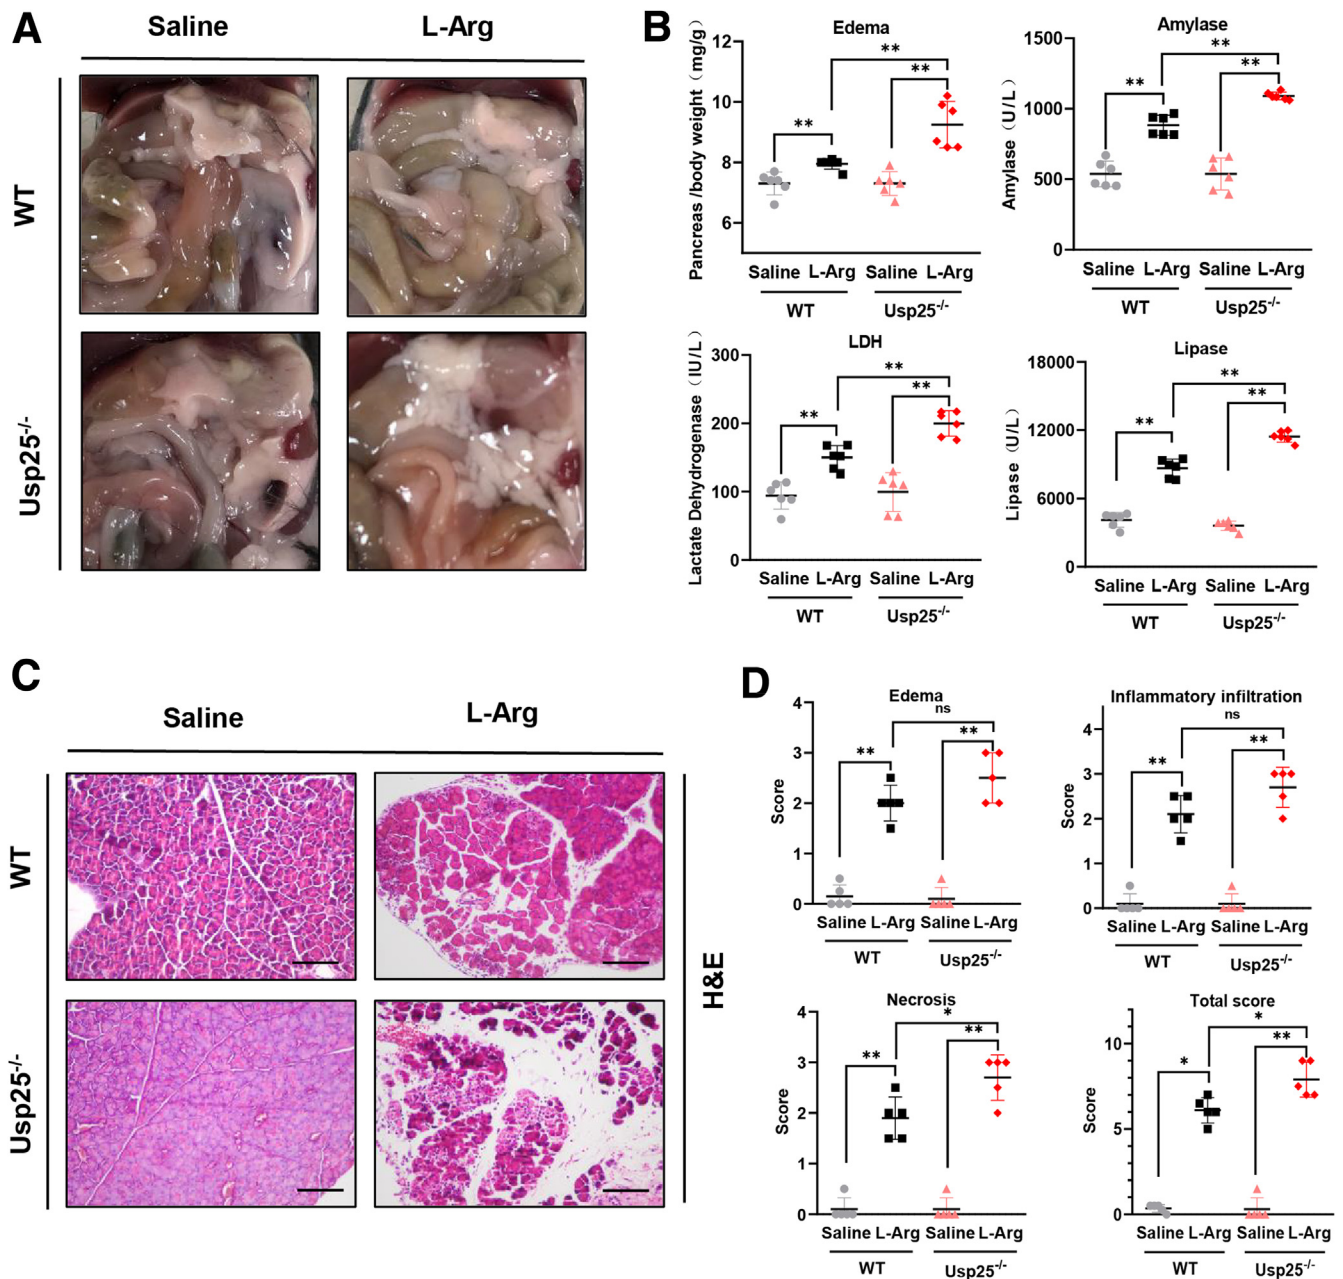 A
Saline L-Arg
WT
Usp25-/-
B
Edema
Pancreas /body weight (mg/g)
12
10
8
6
**
**
**
Saline L-Arg Saline L-Arg
WT Usp25-/-
Amylase
Amylase (U/L)
1500
1000
500
0
**
**
**
Saline L-Arg Saline L-Arg
WT Usp25-/-
LDH
Lactate Dehydrogenase (IU/L)
300
200
100
0
**
**
**
Saline L-Arg Saline L-Arg
WT Usp25-/-
Lipase
Lipase (U/L)
18000
12000
6000
0
**
**
**
Saline L-Arg Saline L-Arg
WT Usp25-/-
C
Saline L-Arg
WT
Usp25-/-
H&E
D
Edema
ns
Score
4
3
2
1
0
**
**
Saline L-Arg Saline L-Arg
WT Usp25-/-
Inflammatory infiltration
ns
Score
4
3
2
1
0
**
**
Saline L-Arg Saline L-Arg
WT Usp25-/-
Necrosis
*
Score
4
3
2
1
0
**
**
Saline L-Arg Saline L-Arg
WT Usp25-/-
Total score
*
Score
10
5
0
**
*
Saline L-Arg Saline L-Arg
WT Usp25-/-